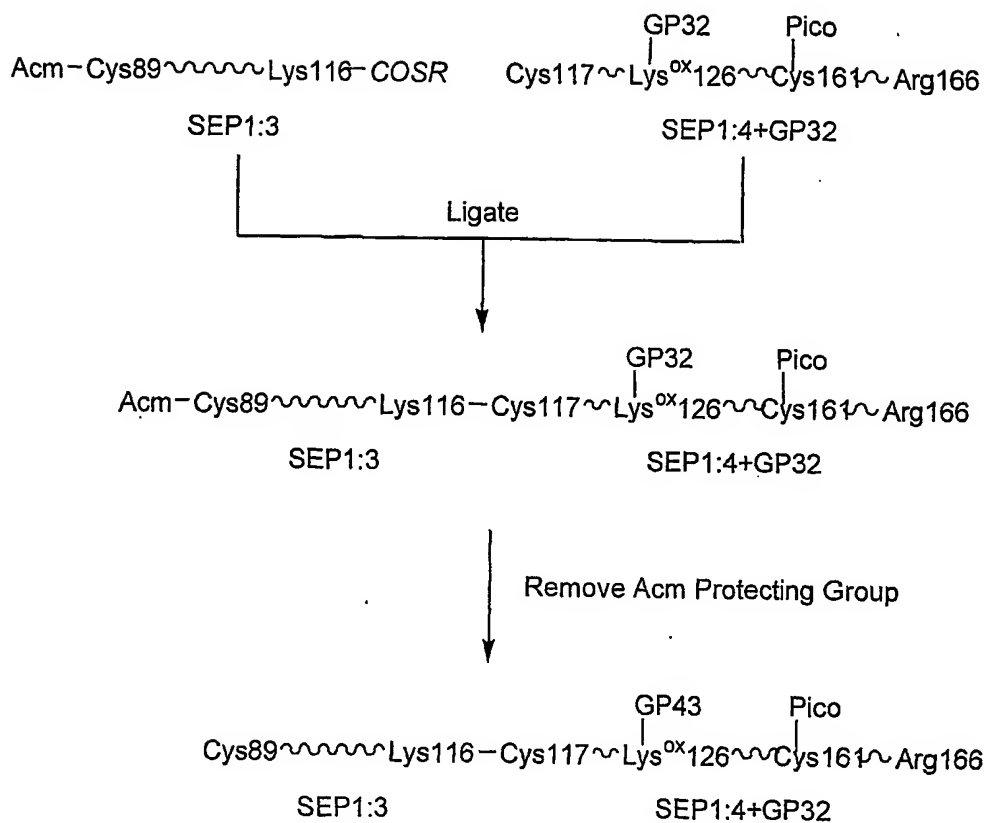 GP32 Pico
Acm–Cys89~~~Lys116–COSR Cys117~Lys^ox126~~Cys161~Arg166
SEP1:3 SEP1:4+GP32
Ligate
GP32 Pico
Acm–Cys89~~~Lys116–Cys117~Lys^ox126~~Cys161~Arg166
SEP1:3 SEP1:4+GP32
Remove Acm Protecting Group
GP43 Pico
Cys89~~~Lys116–Cys117~Lys^ox126~~Cys161~Arg166
SEP1:3 SEP1:4+GP32